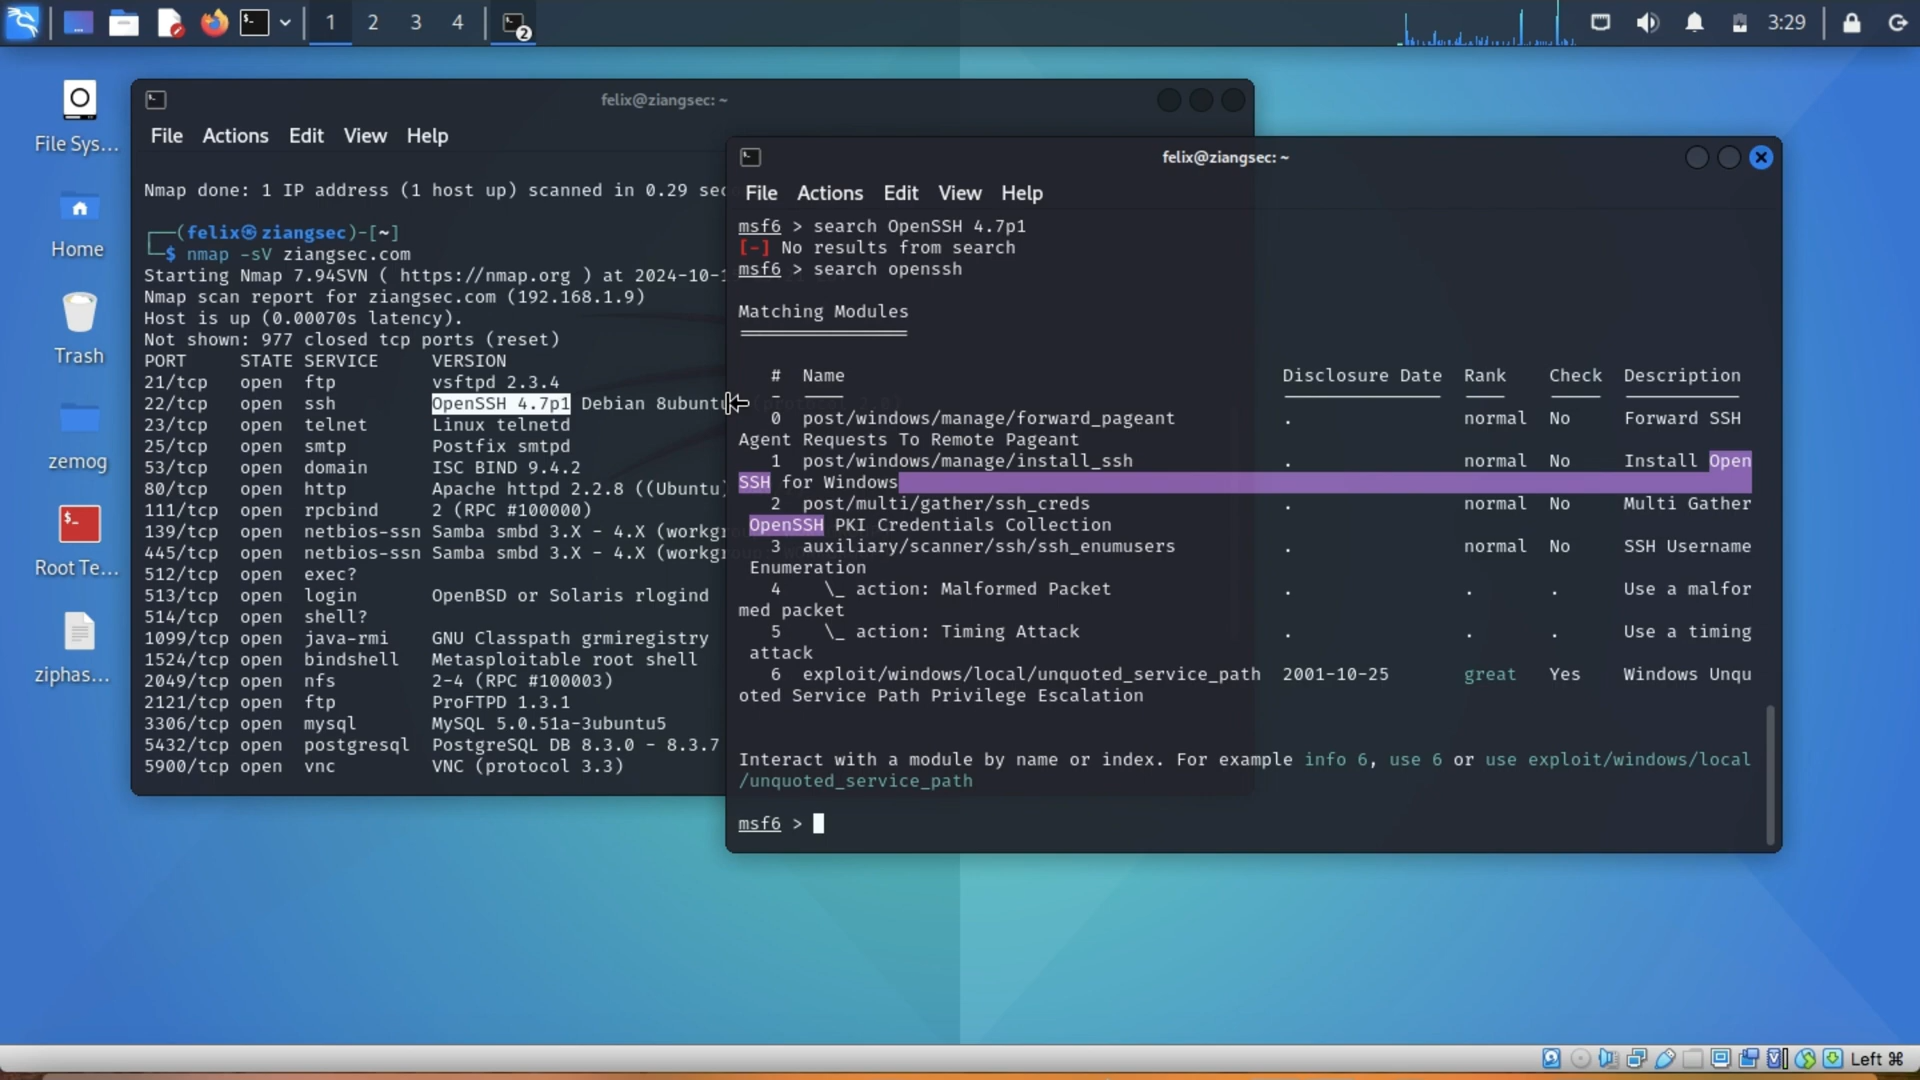 1 2 3 4 2 3:29
File Sys...
Home
Trash
zemog
Root Te...
ziphas...
felix@ziangsec: ~
File Actions Edit View Help
Nmap done: 1 IP address (1 host up) scanned in 0.29 sec
┌──(felix㉿ziangsec)-[~]
└─$ nmap -sV ziangsec.com
Starting Nmap 7.94SVN ( https://nmap.org ) at 2024-10-1
Nmap scan report for ziangsec.com (192.168.1.9)
Host is up (0.00070s latency).
Not shown: 977 closed tcp ports (reset)
PORT STATE SERVICE VERSION
21/tcp open ftp vsftpd 2.3.4
22/tcp open ssh OpenSSH 4.7p1 Debian 8ubuntu
23/tcp open telnet Linux telnetd
25/tcp open smtp Postfix smtpd
53/tcp open domain ISC BIND 9.4.2
80/tcp open http Apache httpd 2.2.8 ((Ubuntu)
111/tcp open rpcbind 2 (RPC #100000)
139/tcp open netbios-ssn Samba smbd 3.X - 4.X (workgr
445/tcp open netbios-ssn Samba smbd 3.X - 4.X (workgr
512/tcp open exec?
513/tcp open login OpenBSD or Solaris rlogind
514/tcp open shell?
1099/tcp open java-rmi GNU Classpath grmiregistry
1524/tcp open bindshell Metasploitable root shell
2049/tcp open nfs 2-4 (RPC #100003)
2121/tcp open ftp ProFTPD 1.3.1
3306/tcp open mysql MySQL 5.0.51a-3ubuntu5
5432/tcp open postgresql PostgreSQL DB 8.3.0 - 8.3.7
5900/tcp open vnc VNC (protocol 3.3)
felix@ziangsec: ~
File Actions Edit View Help
msf6 > search OpenSSH 4.7p1
[-] No results from search
msf6 > search openssh
Matching Modules
================
# Name Disclosure Date Rank Check Description
0 post/windows/manage/forward_pageant . normal No Forward SSH
Agent Requests To Remote Pageant
1 post/windows/manage/install_ssh . normal No Install Open
SSH for Windows
2 post/multi/gather/ssh_creds . normal No Multi Gather
OpenSSH PKI Credentials Collection
3 auxiliary/scanner/ssh/ssh_enumusers . normal No SSH Username
Enumeration
4 \_ action: Malformed Packet . . . Use a malfor
med packet
5 \_ action: Timing Attack . . . Use a timing
attack
6 exploit/windows/local/unquoted_service_path 2001-10-25 great Yes Windows Unqu
oted Service Path Privilege Escalation
Interact with a module by name or index. For example info 6, use 6 or use exploit/windows/local
/unquoted_service_path
msf6 >
Left ⌘